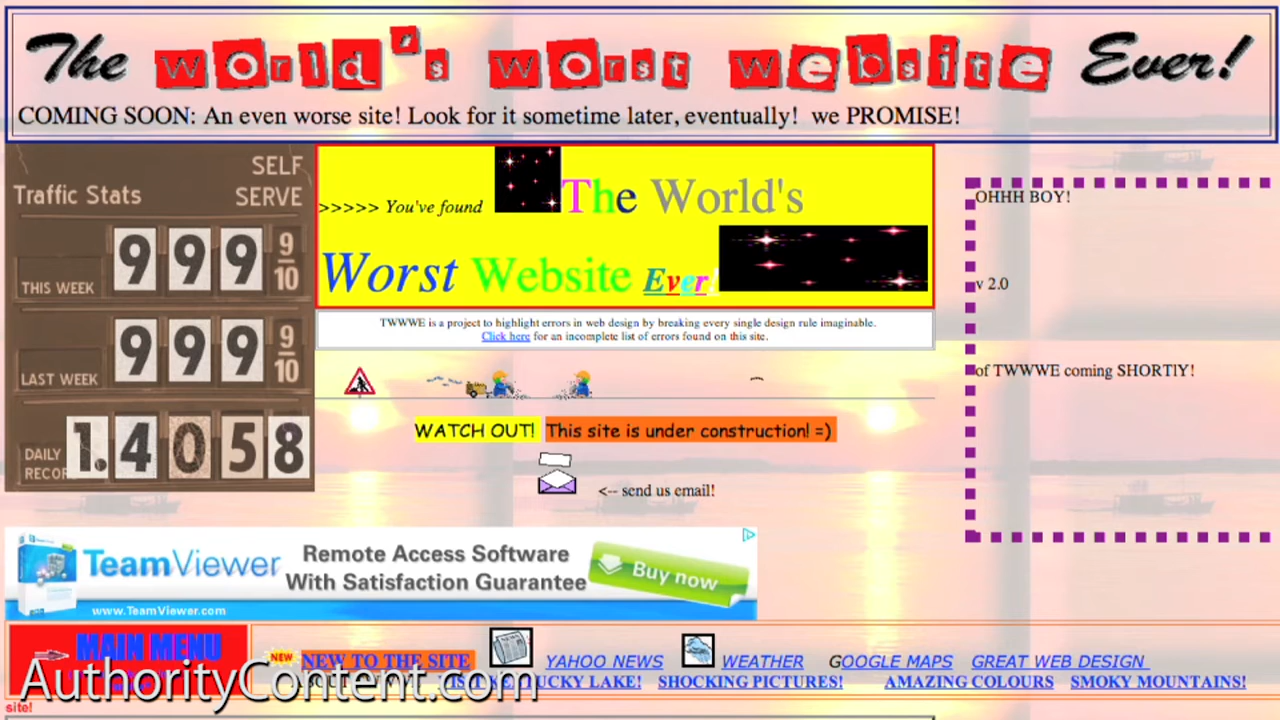 The world's worst website Ever!
COMING SOON: An even worse site! Look for it sometime later, eventually! we PROMISE!
SELF
Traffic Stats SERVE
THIS WEEK 9 9 9 9/10
LAST WEEK 9 9 9 9/10
DAILY
RECOR 1. 4 0 5 8
>>>>> You've found The World's
Worst Website Ever!
TWWWE is a project to highlight errors in web design by breaking every single design rule imaginable.
Click here for an incomplete list of errors found on this site.
WATCH OUT! This site is under construction! =)
<-- send us email!
OHHH BOY!
v 2.0
of TWWWE coming SHORTlY!
TeamViewer
www.TeamViewer.com
Remote Access Software
With Satisfaction Guarantee
Buy now
MAIN MENU
NEW NEW TO THE SITE NEWS YAHOO NEWS WEATHER GOOGLE MAPS GREAT WEB DESIGN
UCKY LAKE! SHOCKING PICTURES! AMAZING COLOURS SMOKY MOUNTAINS!
AuthorityContent.com
site!